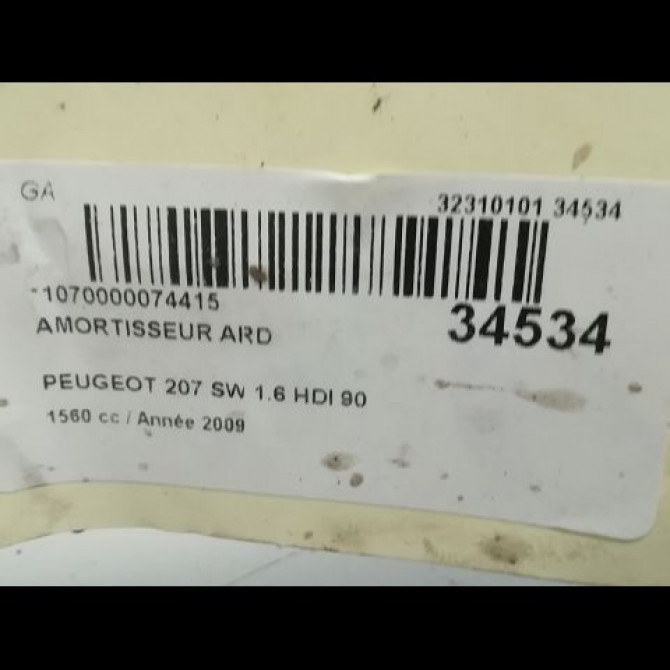 GA
32310101 34534
-1070000074415
34534
AMORTISSEUR ARD
PEUGEOT 207 SW 1.6 HDI 90
1560 cc / Année 2009